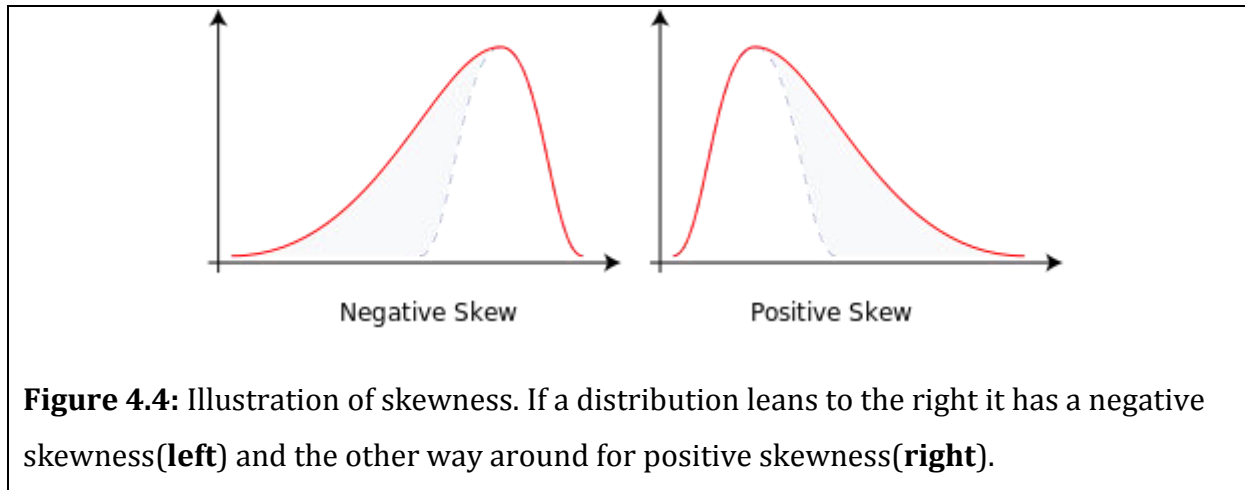 Negative Skew
Positive Skew
Figure 4.4: Illustration of skewness. If a distribution leans to the right it has a negative
skewness(left) and the other way around for positive skewness(right).